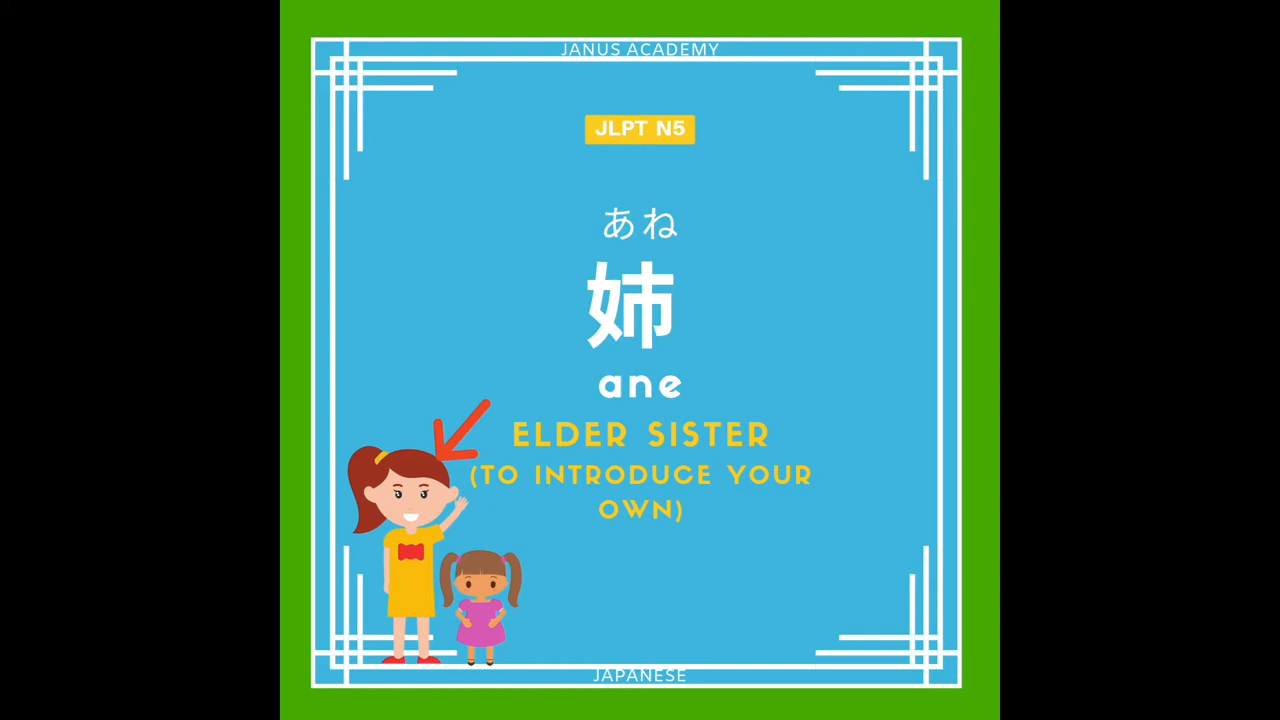 JANUS ACADEMY
JLPT N5
あね
姉
ane
ELDER SISTER
(TO INTRODUCE YOUR
OWN)
JAPANESE